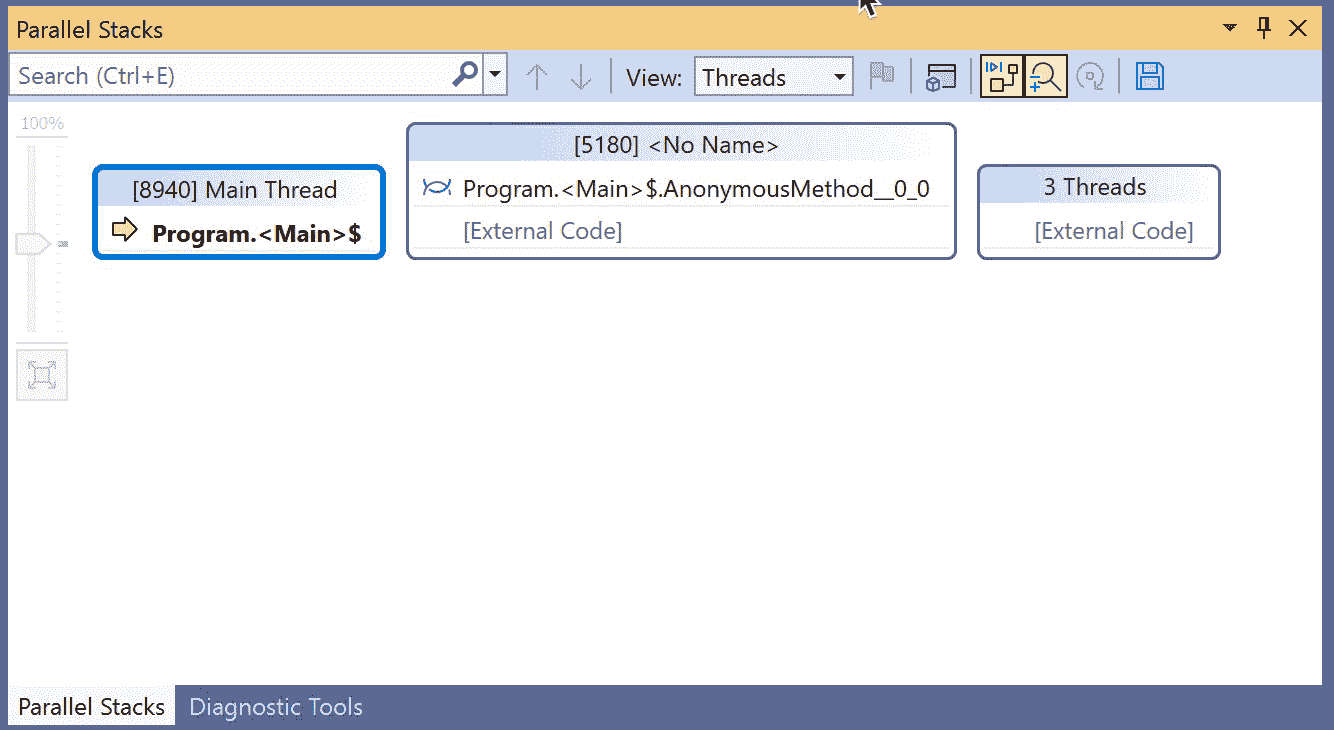 Parallel Stacks
Search (Ctrl+E)
View: Threads
100%
[8940] Main Thread
Program.<Main>$
[5180] <No Name>
Program.<Main>$.AnonymousMethod__0_0
[External Code]
3 Threads
[External Code]
Parallel Stacks
Diagnostic Tools